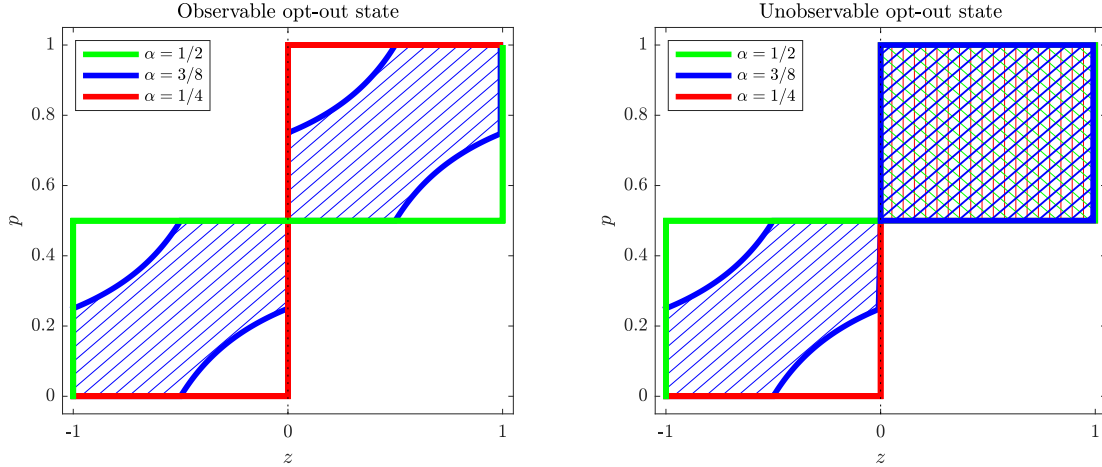 Observable opt-out state
α = 1/2
α = 3/8
α = 1/4
1
0.8
0.6
0.4
0.2
0
p
-1
0
1
z
Unobservable opt-out state
α = 1/2
α = 3/8
α = 1/4
1
0.8
0.6
0.4
0.2
0
p
-1
0
1
z